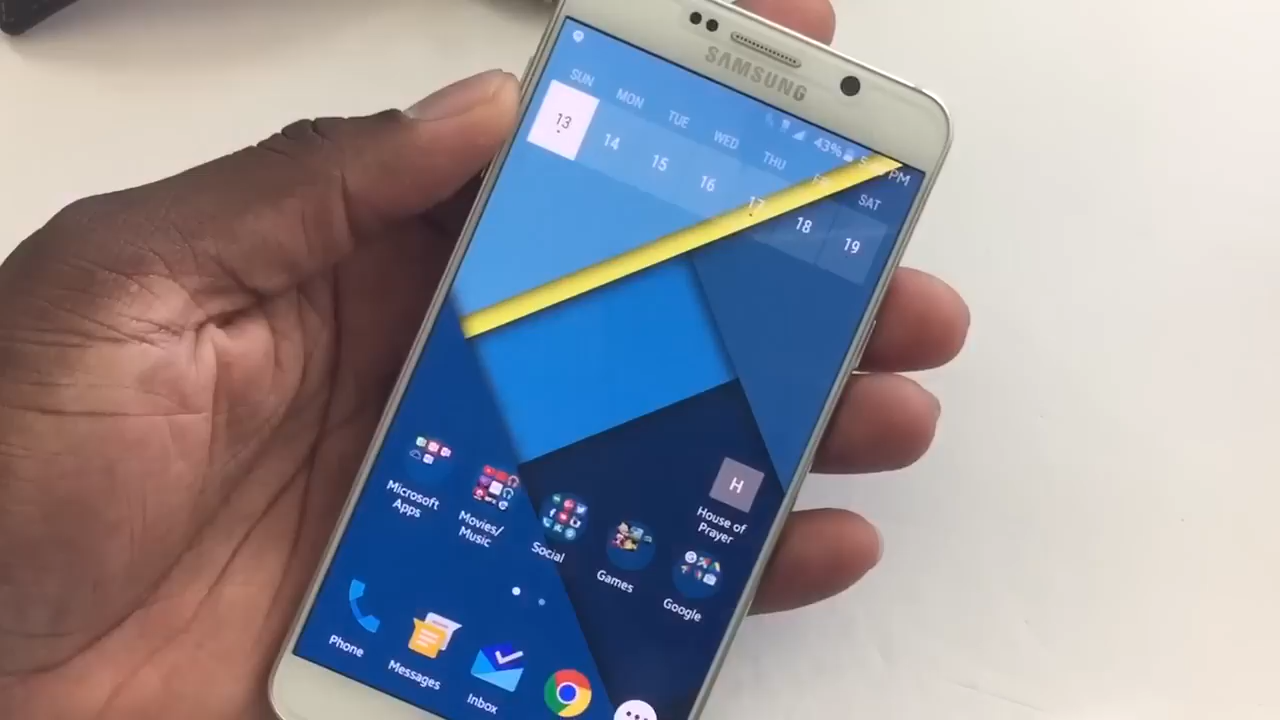 SAMSUNG
43%
PM
SUN MON TUE WED THU SAT
13 14 15 16 17 18 19
H
House of
Prayer
Microsoft
Apps
Movies/
Music
Social
Games
Google
Phone
Messages
Inbox